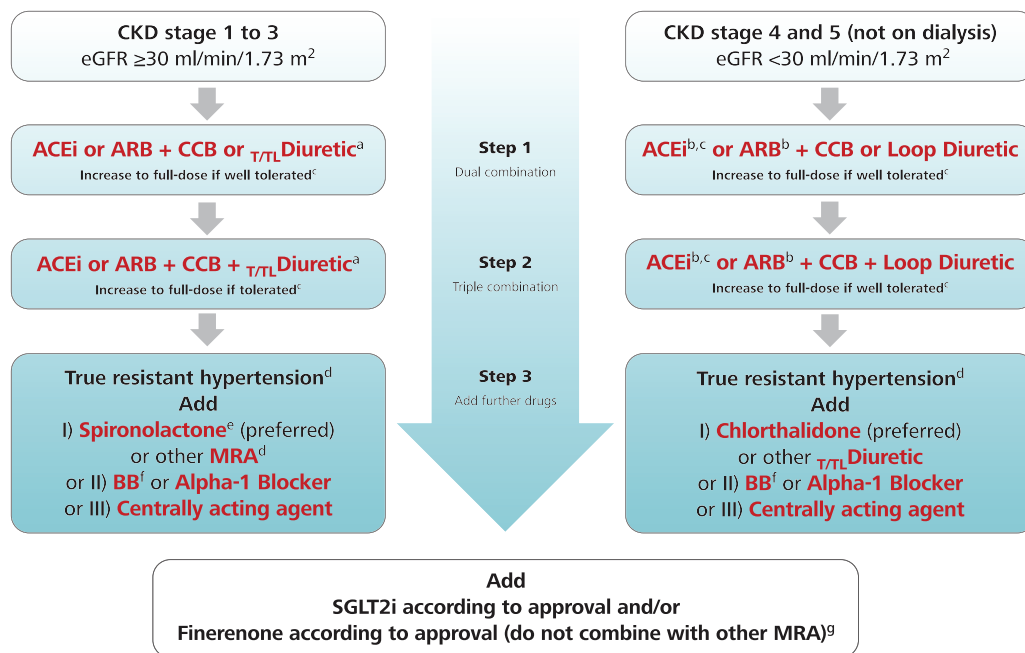 CKD stage 1 to 3
eGFR ≥30 ml/min/1.73 m²
ACEi or ARB + CCB or T/TLDiureticᵃ
Increase to full-dose if well toleratedᶜ
ACEi or ARB + CCB + T/TLDiureticᵃ
Increase to full-dose if toleratedᶜ
True resistant hypertensionᵈ
Add
I) Spironolactoneᵉ (preferred)
or other MRAᵈ
or II) BBᶠ or Alpha-1 Blocker
or III) Centrally acting agent
Step 1
Dual combination
Step 2
Triple combination
Step 3
Add further drugs
CKD stage 4 and 5 (not on dialysis)
eGFR <30 ml/min/1.73 m²
ACEiᵇ,ᶜ or ARBᵇ + CCB or Loop Diuretic
Increase to full-dose if well toleratedᶜ
ACEiᵇ,ᶜ or ARBᵇ + CCB + Loop Diuretic
Increase to full-dose if well toleratedᶜ
True resistant hypertensionᵈ
Add
I) Chlorthalidone (preferred)
or other T/TLDiuretic
or II) BBᶠ or Alpha-1 Blocker
or III) Centrally acting agent
Add
SGLT2i according to approval and/or
Finerenone according to approval (do not combine with other MRA)ᵍ